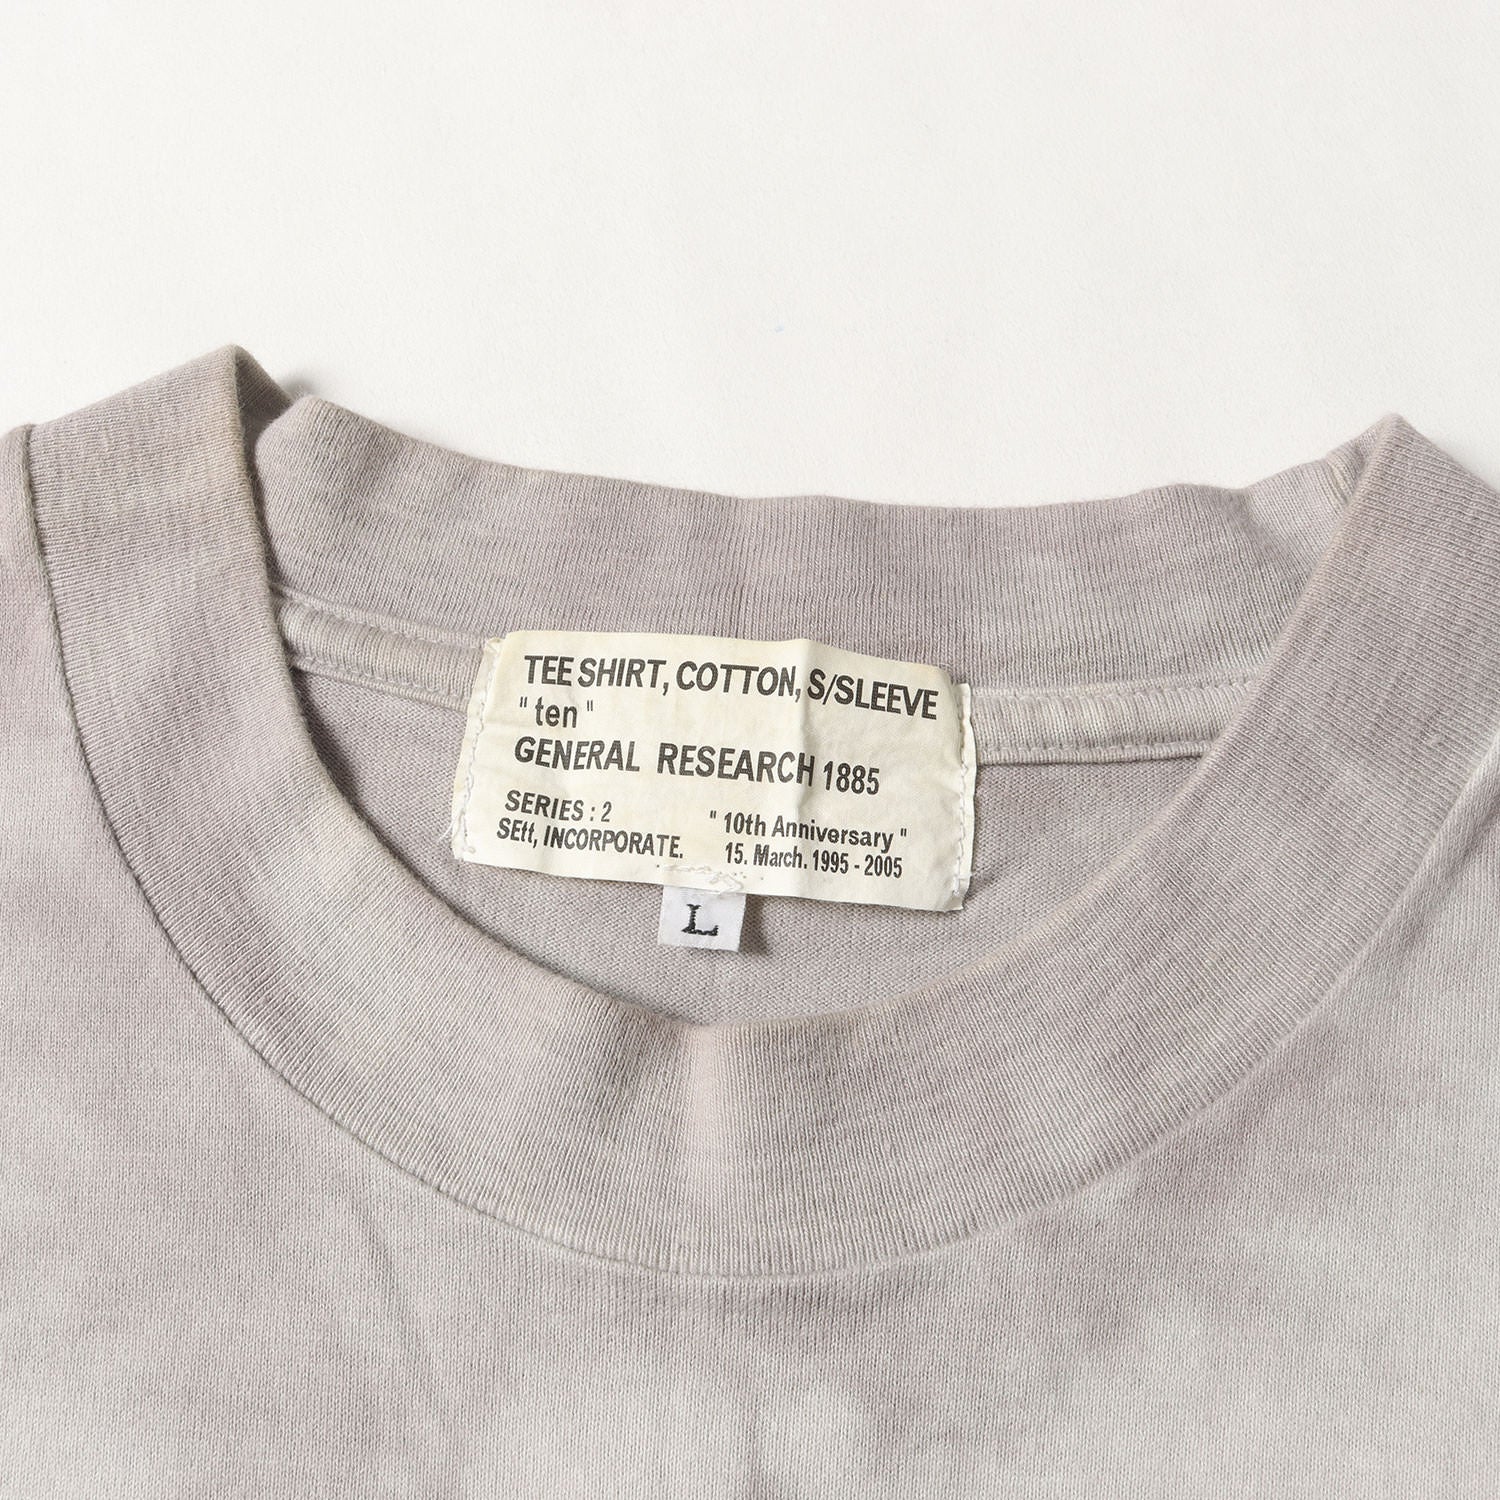 TEE SHIRT, COTTON, S/SLEEVE
" ten "
GENERAL RESEARCH 1885
SERIES : 2
SEtt, INCORPORATE.
" 10th Anniversary "
15. March. 1995 - 2005
L